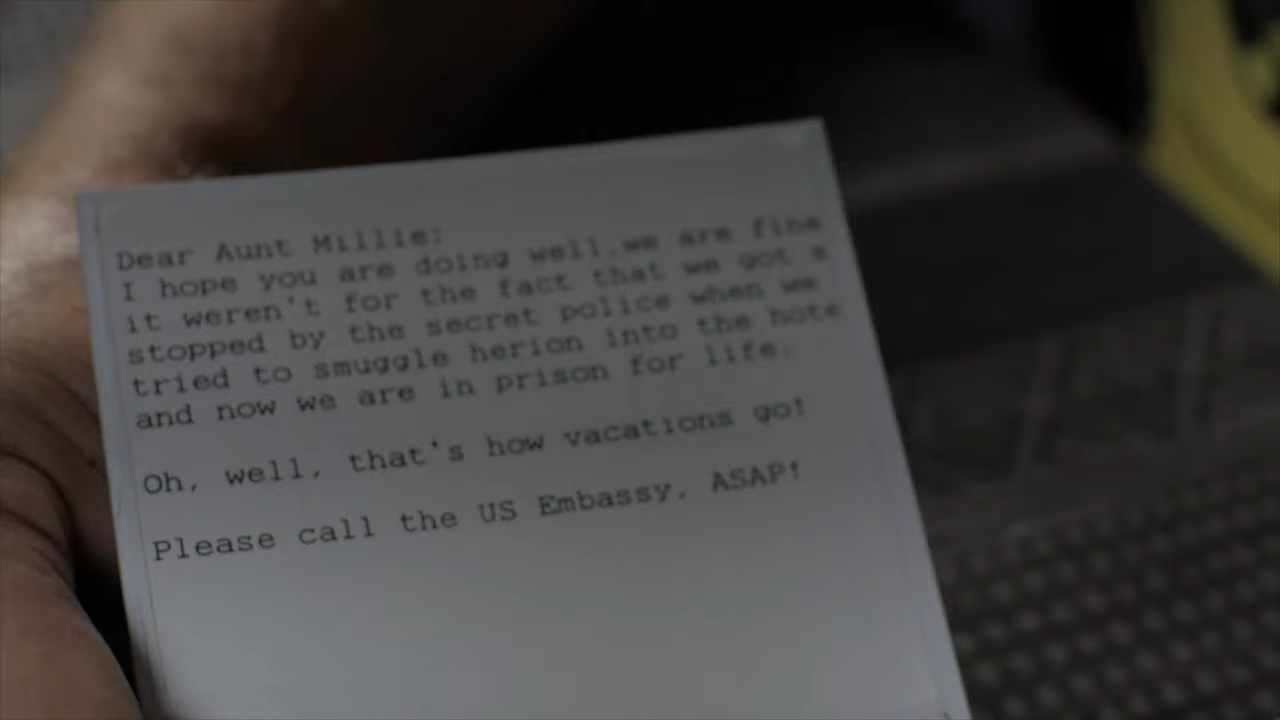 Dear Aunt Millie;
I hope you are doing well.we are fine
it weren't for the fact that we got s
stopped by the secret police when we
tried to smuggle herion into the hote
and now we are in prison for life.
Oh, well, that's how vacations go!
Please call the US Embassy, ASAP!